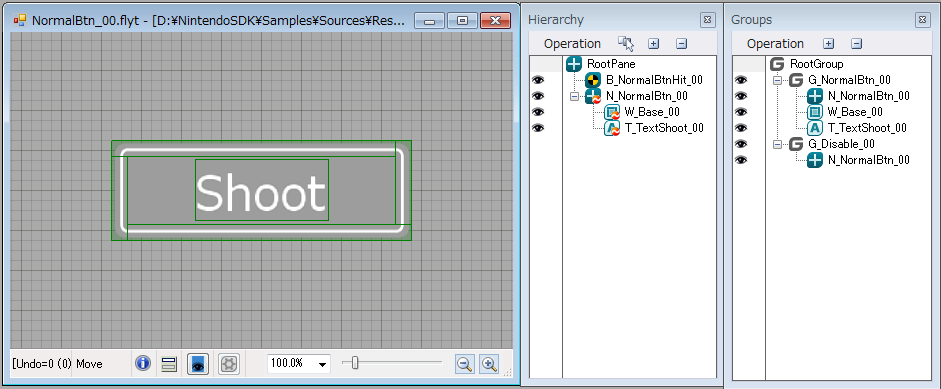 NormalBtn_00.flyt - [D:¥NintendoSDK¥Samples¥Sources¥Res...
Shoot
[Undo=0 (0) Move
100.0%
Hierarchy
Operation
RootPane
B_NormalBtnHit_00
N_NormalBtn_00
W_Base_00
T_TextShoot_00
Groups
Operation
G RootGroup
G G_NormalBtn_00
N_NormalBtn_00
W_Base_00
A T_TextShoot_00
G G_Disable_00
N_NormalBtn_00